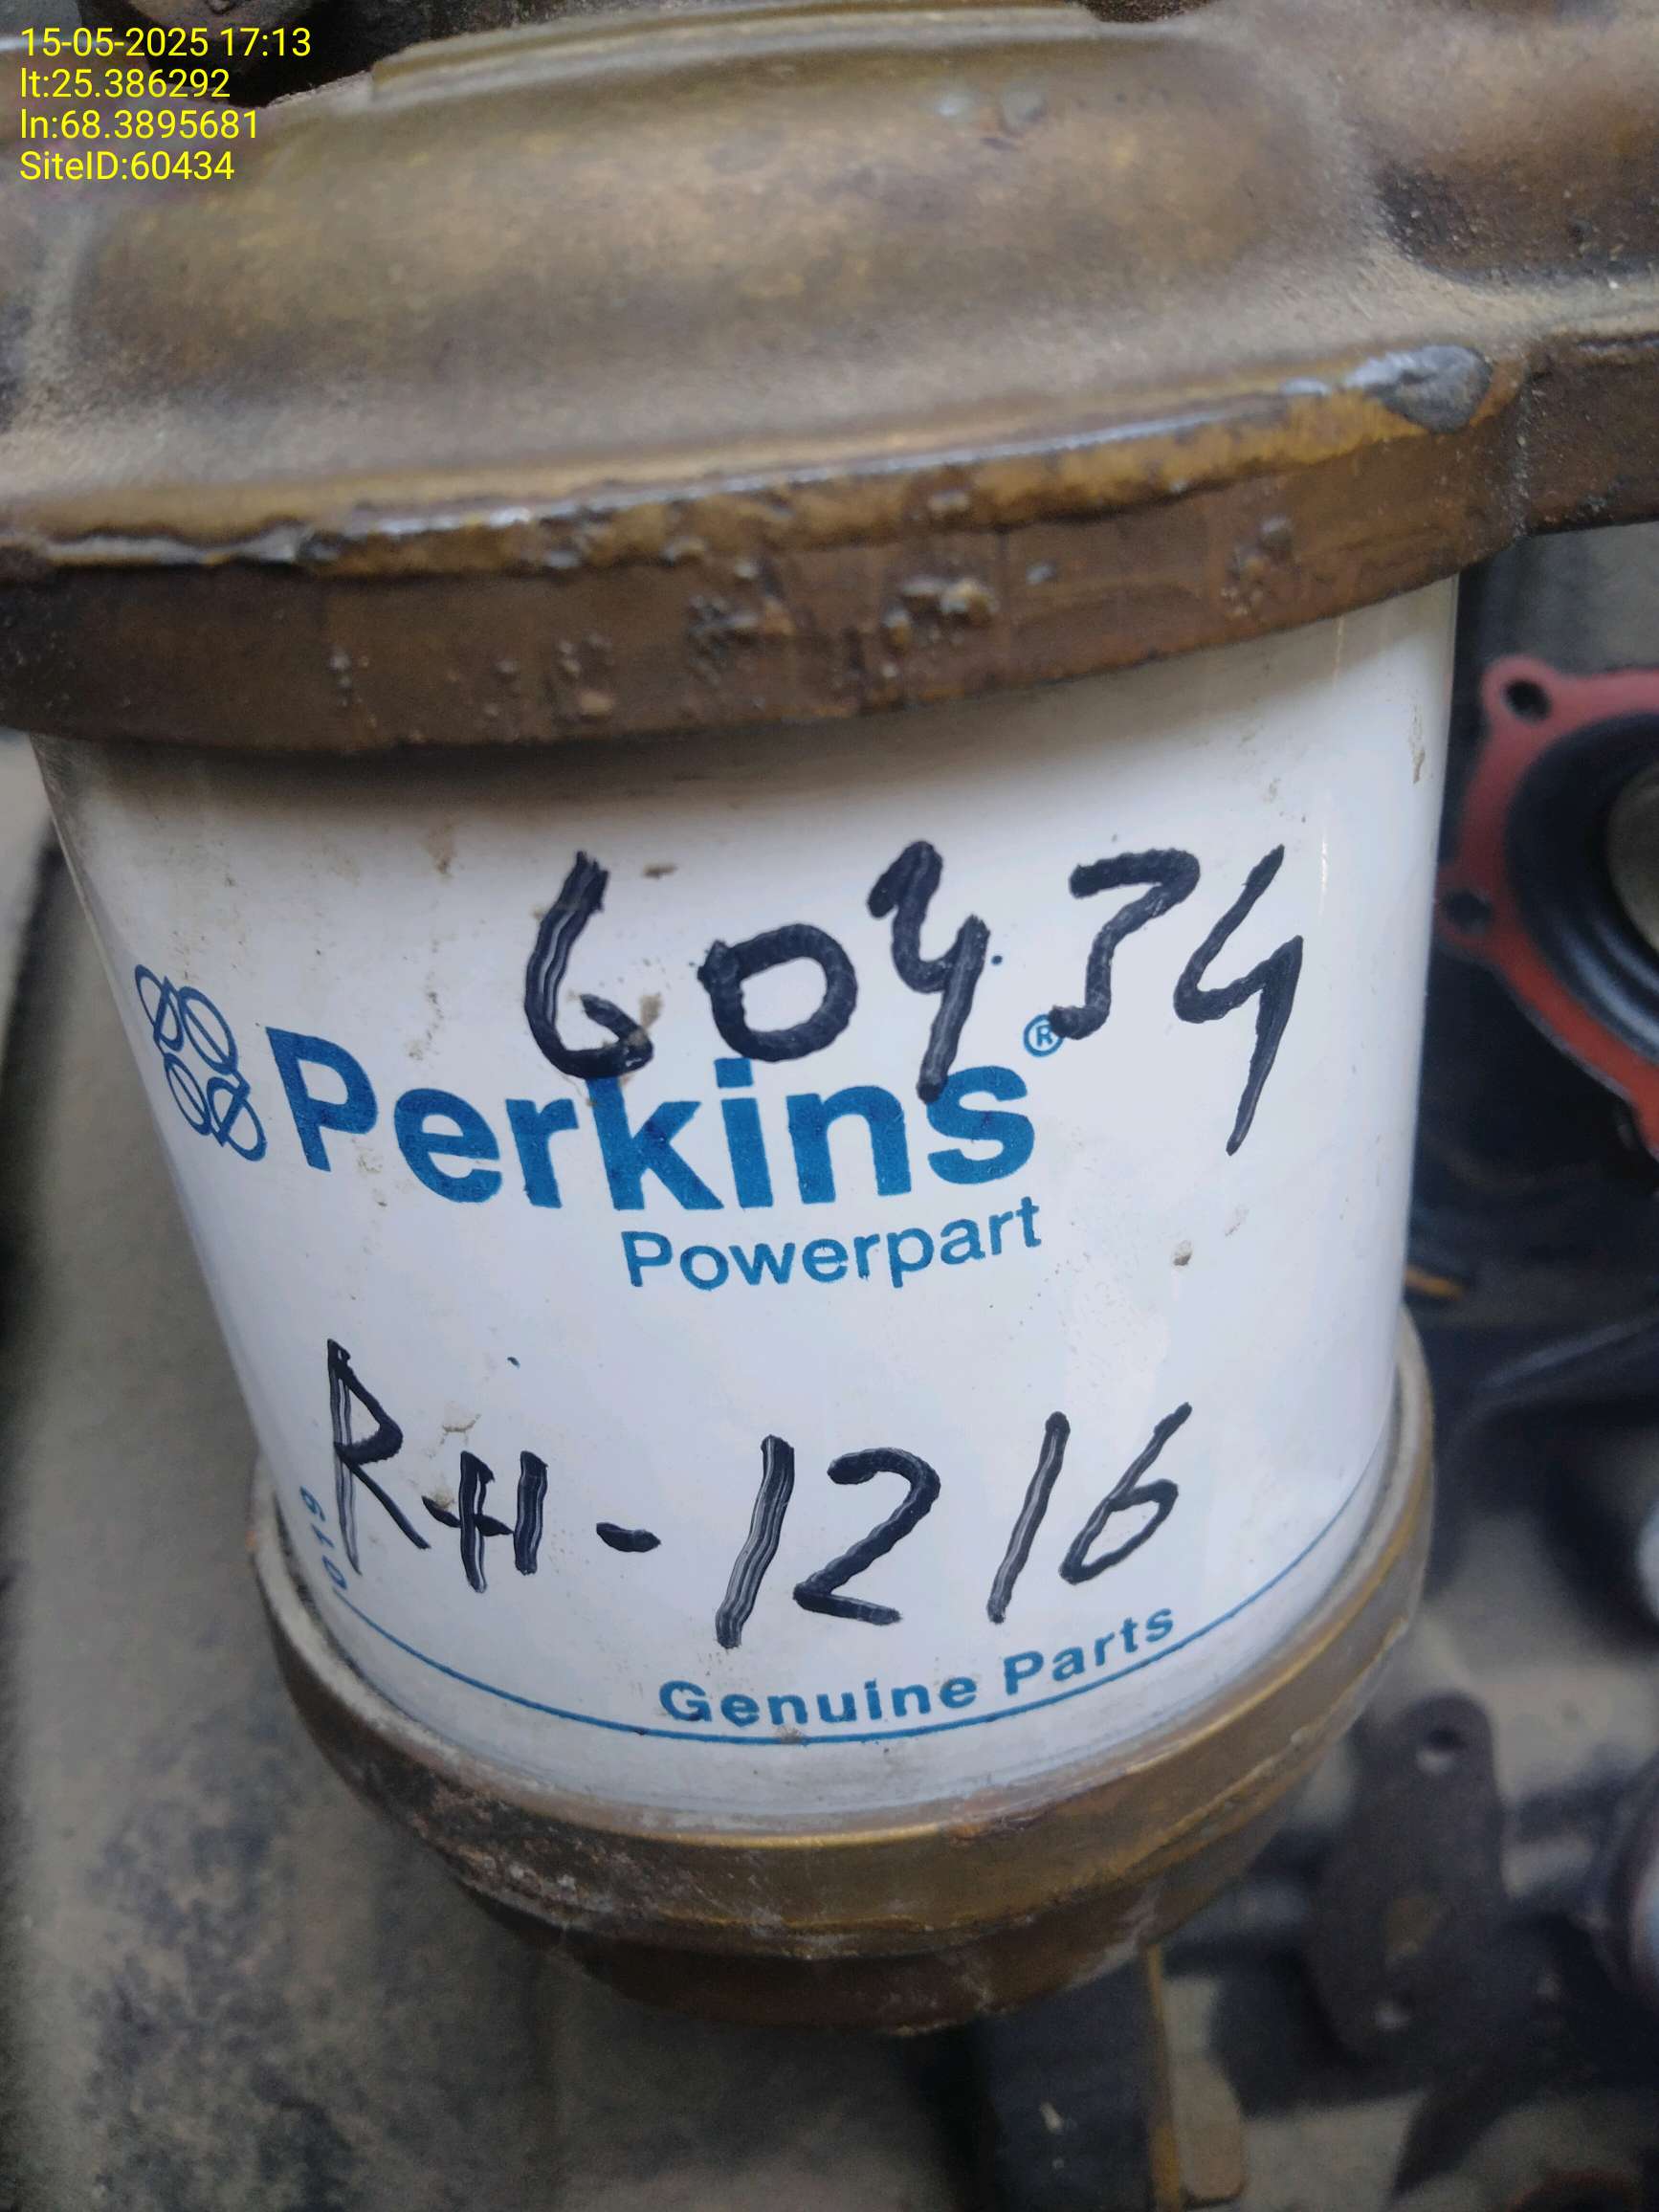 15-05-2025 17:13
lt:25.386292
ln:68.3895681
SiteID:60434
60434
Perkins®
Powerpart
RH-1216
Genuine Parts